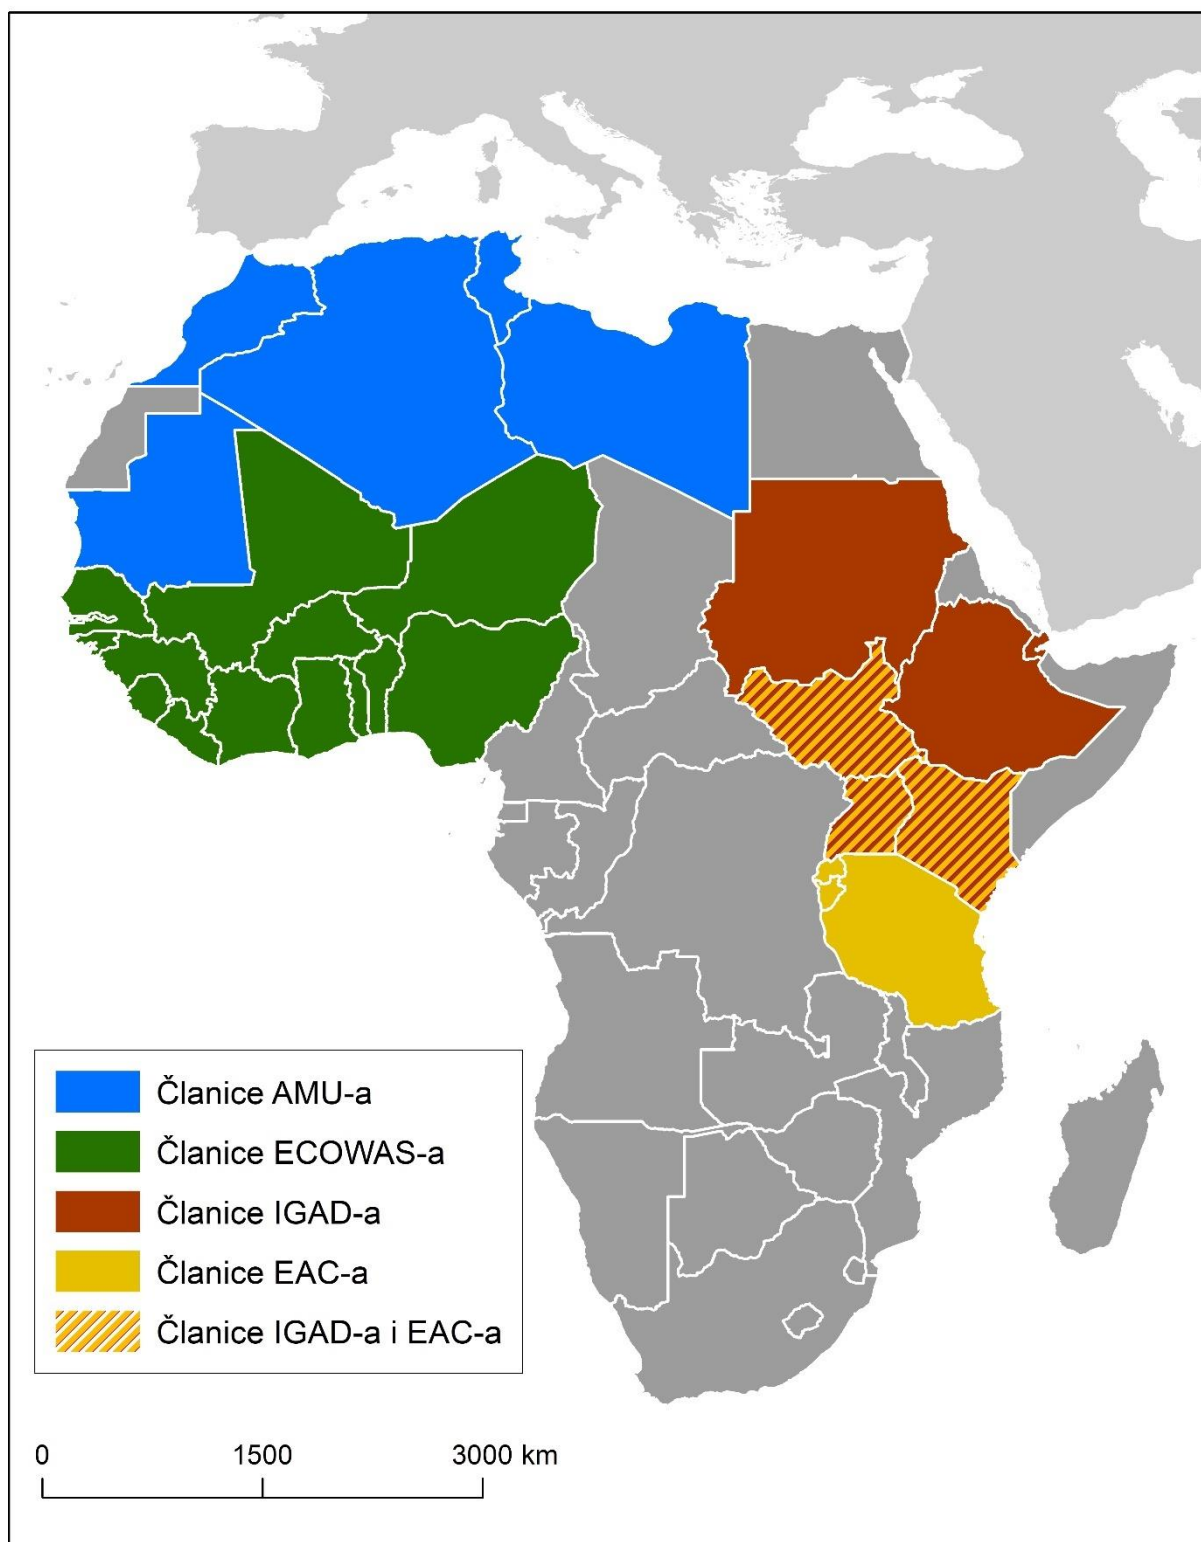 Članice AMU-a
Članice ECOWAS-a
Članice IGAD-a
Članice EAC-a
Članice IGAD-a i EAC-a
0 1500 3000 km